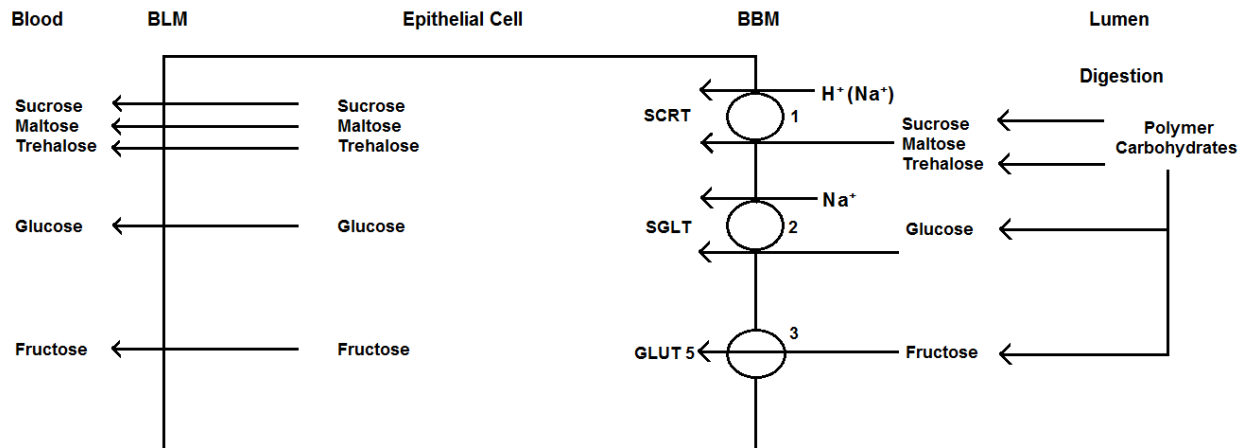 Blood BLM Epithelial Cell BBM Lumen
Digestion
Sucrose
Maltose
Trehalose
Sucrose
Maltose
Trehalose
SCRT
1
H⁺ (Na⁺)
Sucrose
Maltose
Trehalose
Polymer
Carbohydrates
Glucose
Glucose
SGLT
2
Na⁺
Glucose
Fructose
Fructose
GLUT 5
3
Fructose